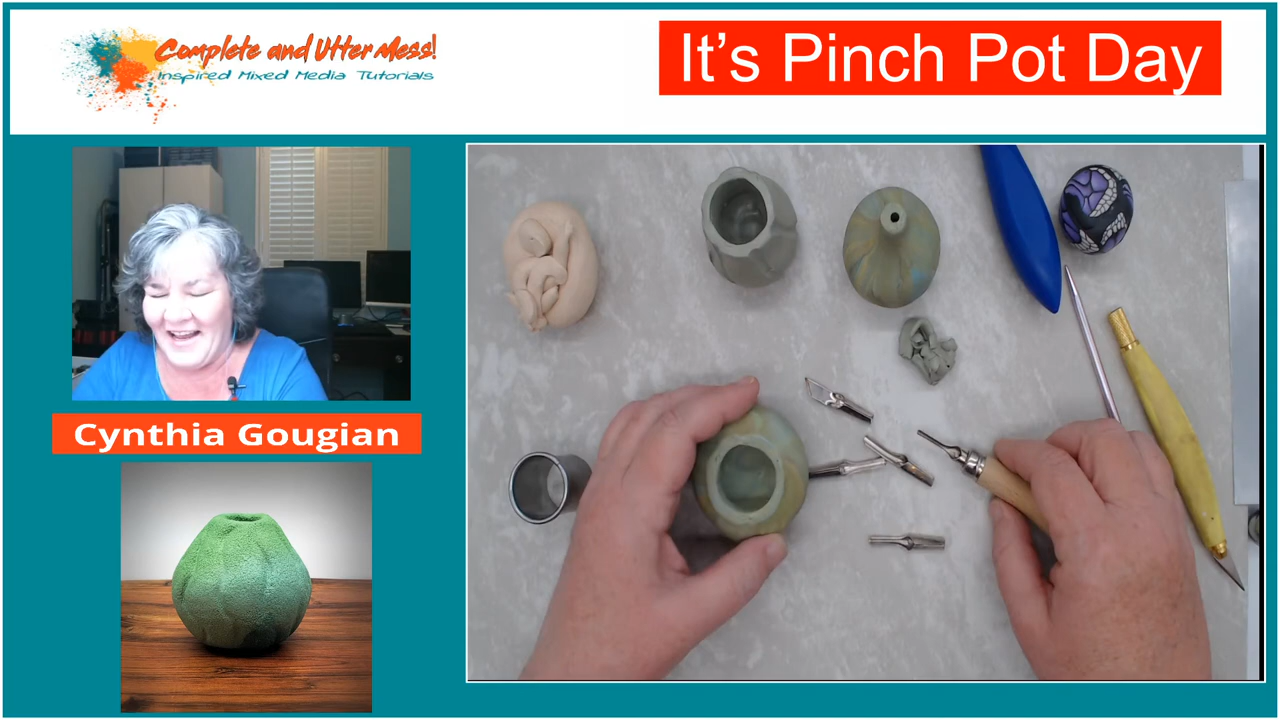 Complete and Utter Mess!
Inspired Mixed Media Tutorials
It's Pinch Pot Day
Cynthia Gougian